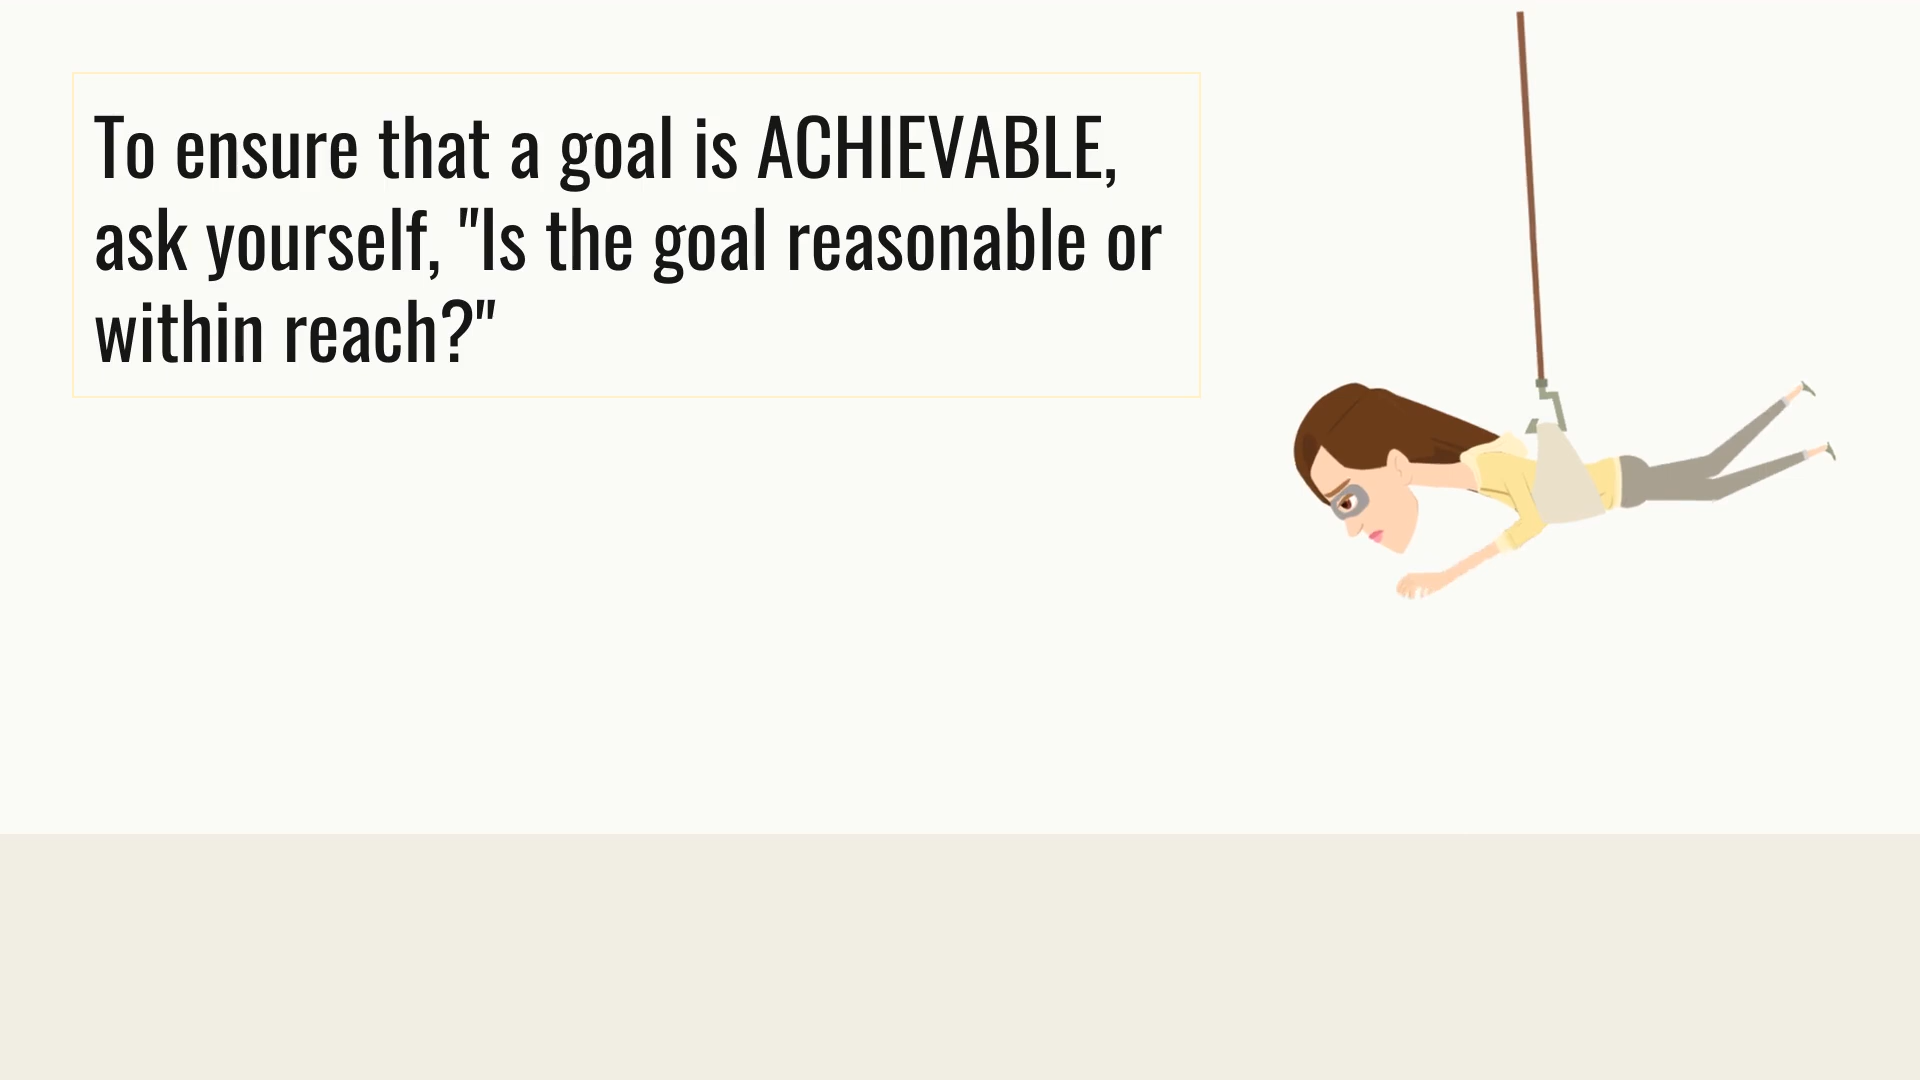 To ensure that a goal is ACHIEVABLE,
ask yourself, "Is the goal reasonable or
within reach?"